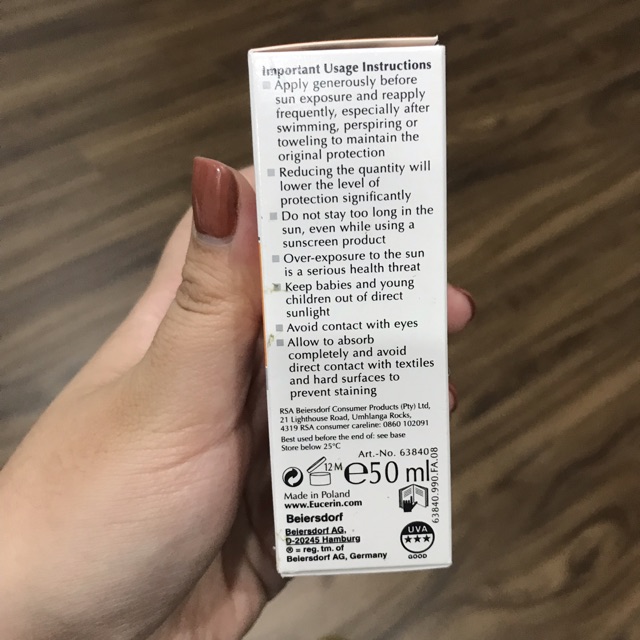 Important Usage Instructions
Apply generously before
sun exposure and reapply
frequently, especially after
swimming, perspiring or
toweling to maintain the
original protection
Reducing the quantity will
lower the level of
protection significantly
Do not stay too long in the
sun, even while using a
sunscreen product
Over-exposure to the sun
is a serious health threat
Keep babies and young
children out of direct
sunlight
Avoid contact with eyes
Allow to absorb
completely and avoid
direct contact with textiles
and hard surfaces to
prevent staining
RSA Beiersdorf Consumer Products (Pty) Ltd,
21 Lighthouse Road, Umhlanga Rocks,
4319 RSA consumer careline: 0860 102091
Best used before the end of: see base
Store below 25°C
Art.-No. 63840
12 M
℮50 ml
63840.990.FA.08
Made in Poland
www.Eucerin.com
Beiersdorf
Beiersdorf AG,
D-20245 Hamburg
® = reg. tm. of
Beiersdorf AG, Germany
UVA
GOOD